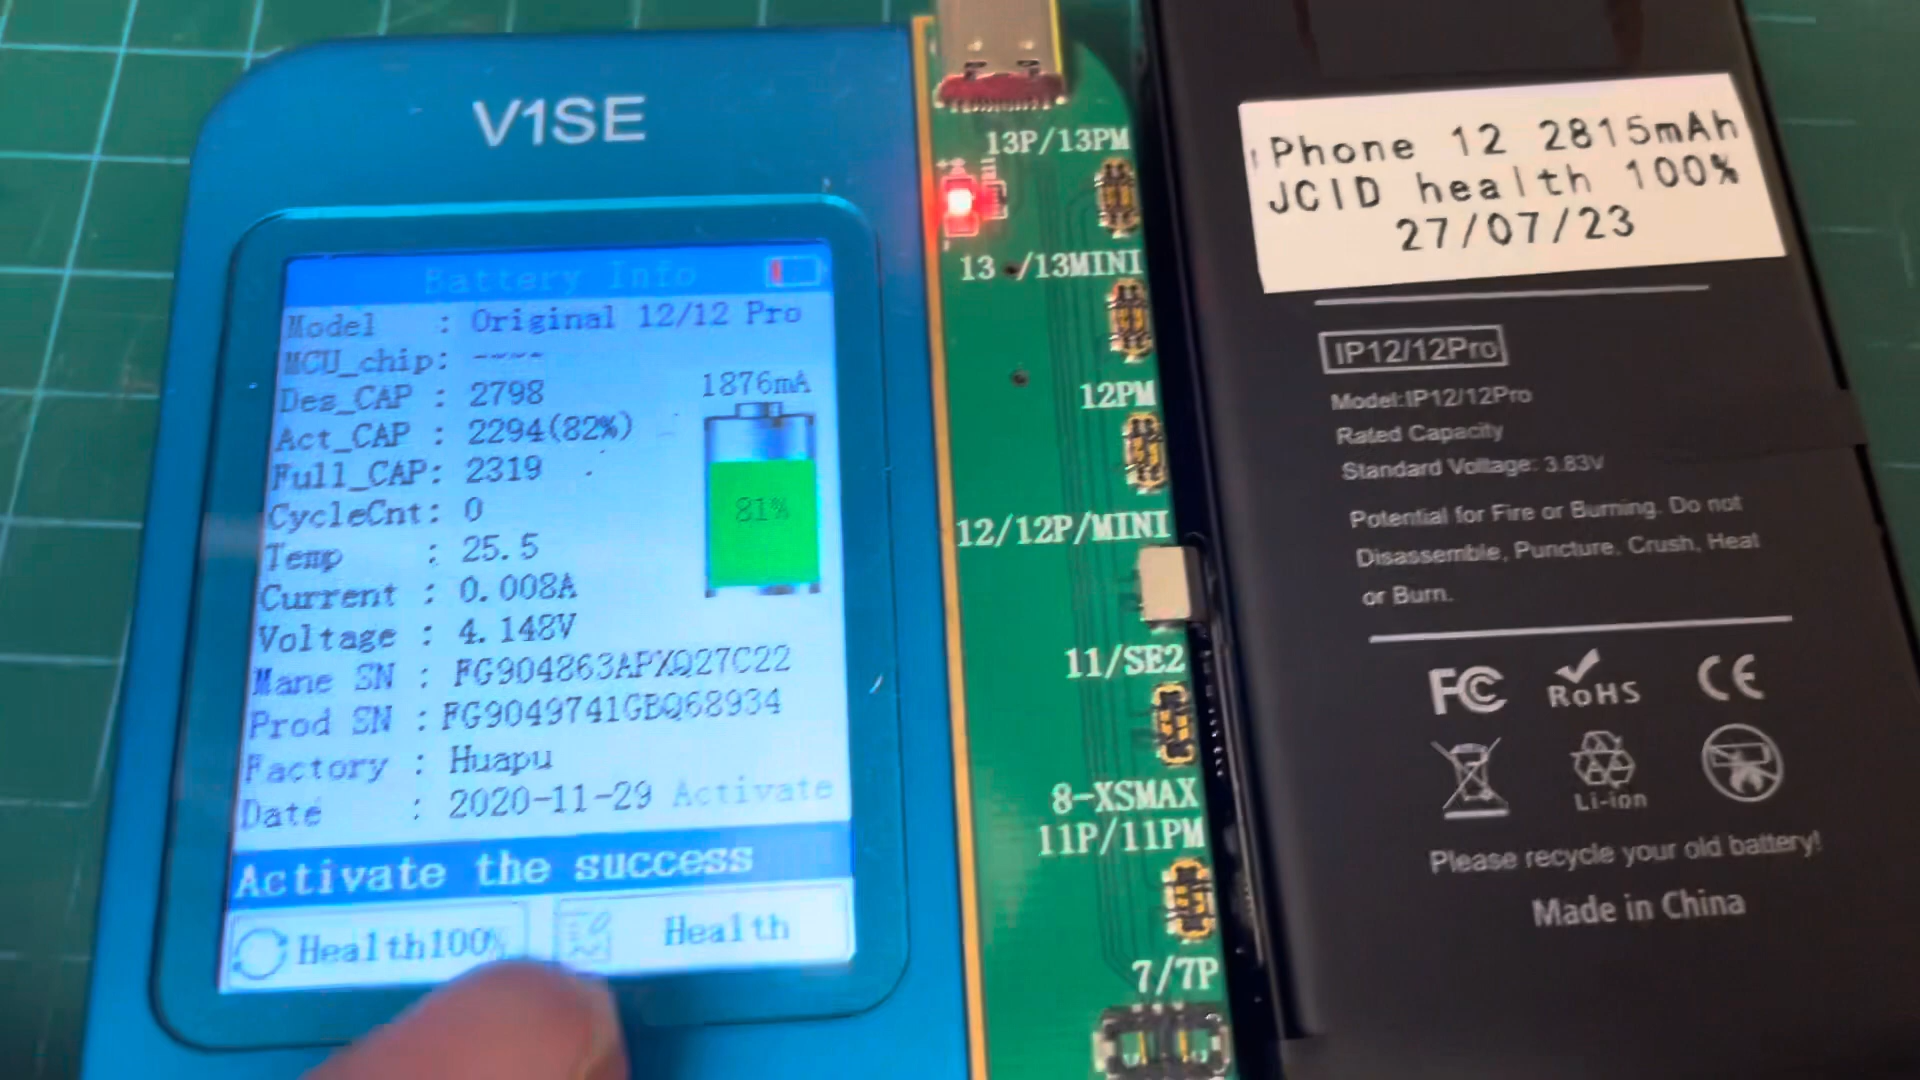 V1SE
Battery Info
Model : Original 12/12 Pro
MCU_chip: ----
Des_CAP : 2798
Act_CAP : 2294(82%)
Full_CAP: 2319
CycleCnt: 0
Temp : 25.5
Current : 0.008A
Voltage : 4.148V
Mane SN : FG904863APXQ27C22
Prod SN : FG9049741GBQ68934
Factory : Huapu
Date : 2020-11-29 Activate
1876mA
81%
Activate the success
Health100%
Health
13P/13PM
13 /13MINI
12PM
12/12P/MINI
11/SE2
8-XSMAX
11P/11PM
7/7P
Phone 12 2815mAh
JCID health 100%
27/07/23
IP12/12Pro
Model:IP12/12Pro
Rated Capacity
Standard Voltage: 3.83V
Potential for Fire or Burning. Do not
Disassemble, Puncture, Crush, Heat
or Burn.
FC
RoHS
CE
Li-ion
Please recycle your old battery!
Made in China